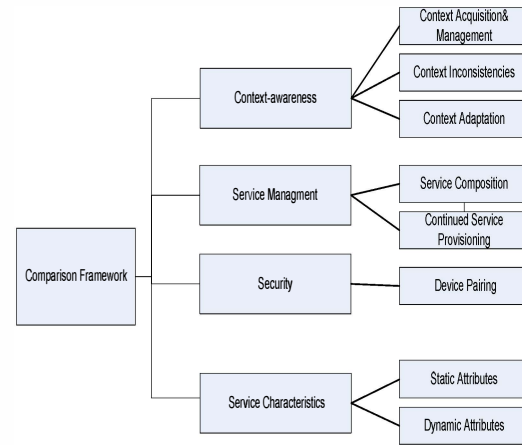 Context Acquisition&
Management
Context Inconsistencies
Context-awareness
Context Adaptation
Service Composition
Service Managment
Continued Service
Provisioning
Comparison Framework
Security
Device Pairing
Static Attributes
Service Characteristics
Dynamic Attributes